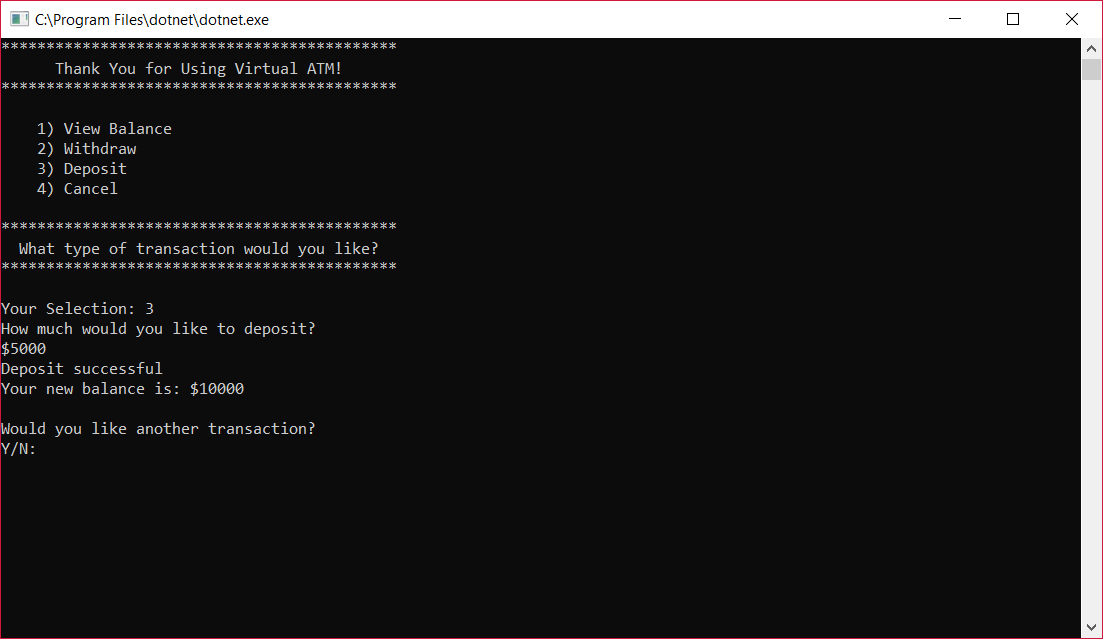 C:\Program Files\dotnet\dotnet.exe
********************************************
Thank You for Using Virtual ATM!
********************************************
1) View Balance
2) Withdraw
3) Deposit
4) Cancel
********************************************
What type of transaction would you like?
********************************************
Your Selection: 3
How much would you like to deposit?
$5000
Deposit successful
Your new balance is: $10000
Would you like another transaction?
Y/N: